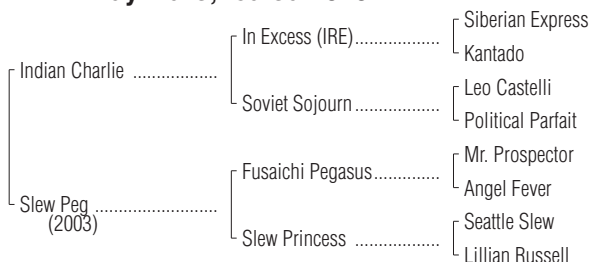 Siberian Express
In Excess (IRE)
Kantado
Indian Charlie
Leo Castelli
Soviet Sojourn
Political Parfait
Mr. Prospector
Fusaichi Pegasus
Angel Fever
Slew Peg
(2003)
Seattle Slew
Slew Princess
Lillian Russell